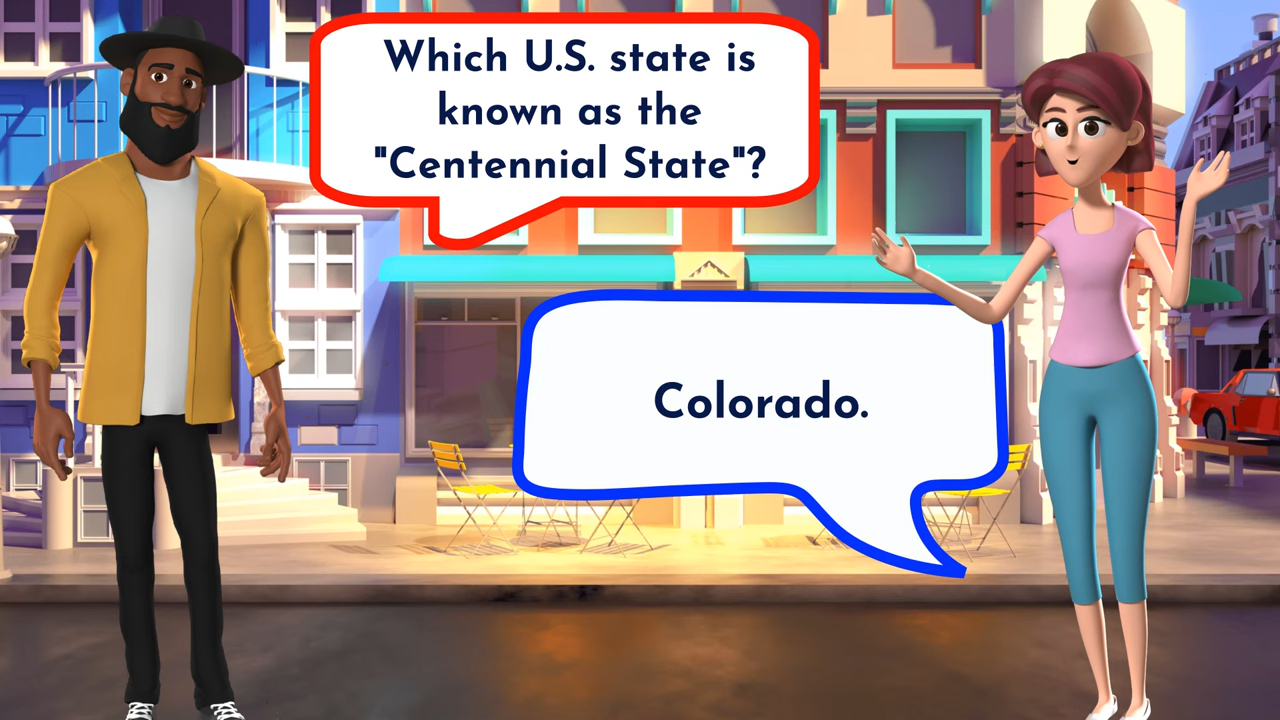 Which U.S. state is
known as the
"Centennial State"?
Colorado.